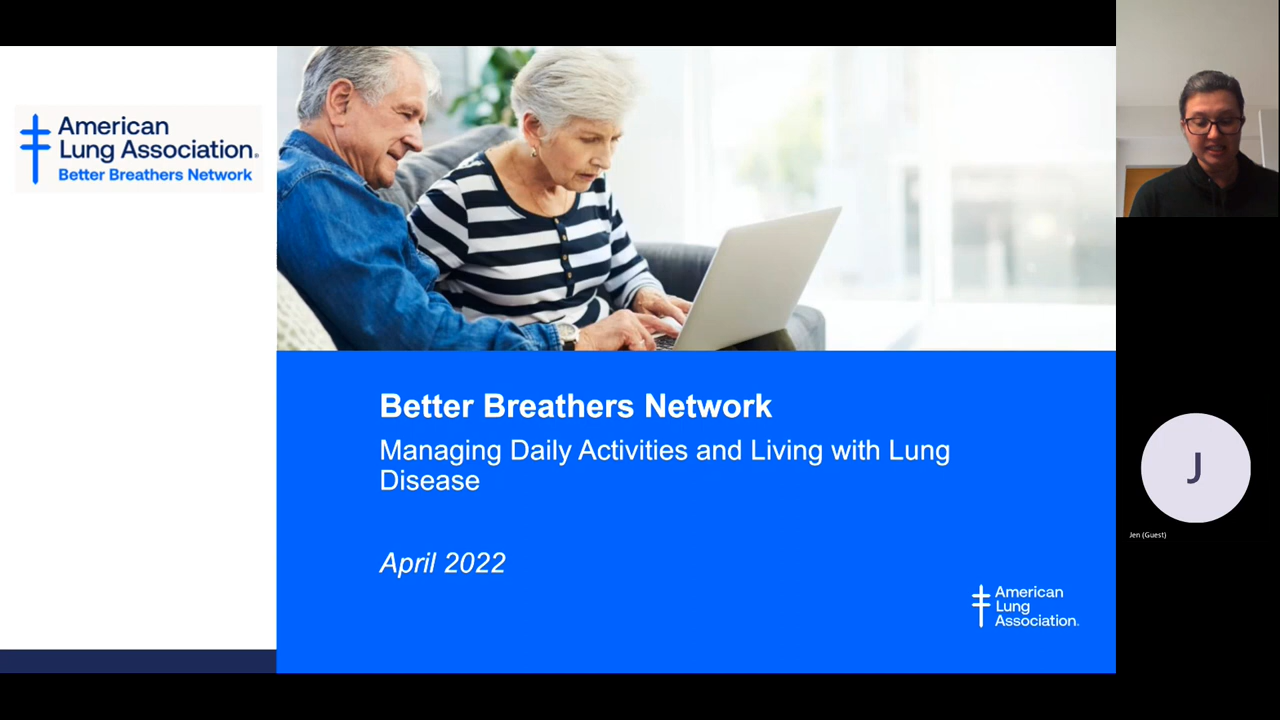 American
Lung Association®
Better Breathers Network
Better Breathers Network
Managing Daily Activities and Living with Lung
Disease
April 2022
American
Lung
Association®
J
Jen (Guest)